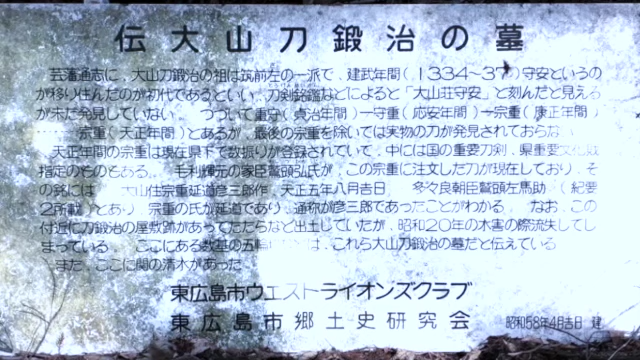 伝大山刀鍛治の墓
芸藩通志に、大山刀鍛治の祖は筑前左の一派で、建武年間(1334〜37)守安というの
が移り住んだのが初代であるといい、刀剣銘鑑などによると「大山荘守安」と刻んだと見える
が未だ発見していない。 つづいて重守(貞治年間)—守重(応安年間)—宗重(康正年間)
宗重(天正年間)とあるが、最後の宗重を除いては実物の刀が発見されておらな
天正年間の宗重は現在県下で数振りが登録されていて、中には国の重要刀剣、県重要文化財
指定のものもある。 毛利輝元の家臣鷲頭弘氏が、この宗重に注文した刀が現在しており、そ
の銘には 大山住宗重延道彦三郎作、天正五年八月吉日、 多々良朝臣鷲頭左馬助 (紀要
2所載)とあり 宗重の氏が延道であり、通称が彦三郎であったことがわかる。 なお、この
付近に刀鍛治の屋敷跡があってたたらなど出土していたが、昭和20年の水害の際流失してし
まっている ここにある数基の五輪 は、これら大山刀鍛治の墓だと伝えている
また、ここに関の清水があった
東広島市ウエストライオンズクラブ
東広島市郷土史研究会 昭和58年4月吉日 建